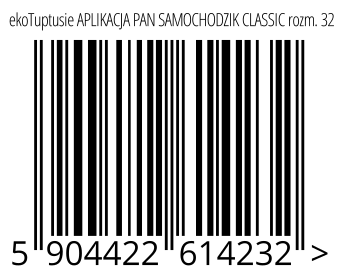 ekoTuptusie APLIKACJA PAN SAMOCHODZIK CLASSIC rozm. 32
5 904422 614232 >